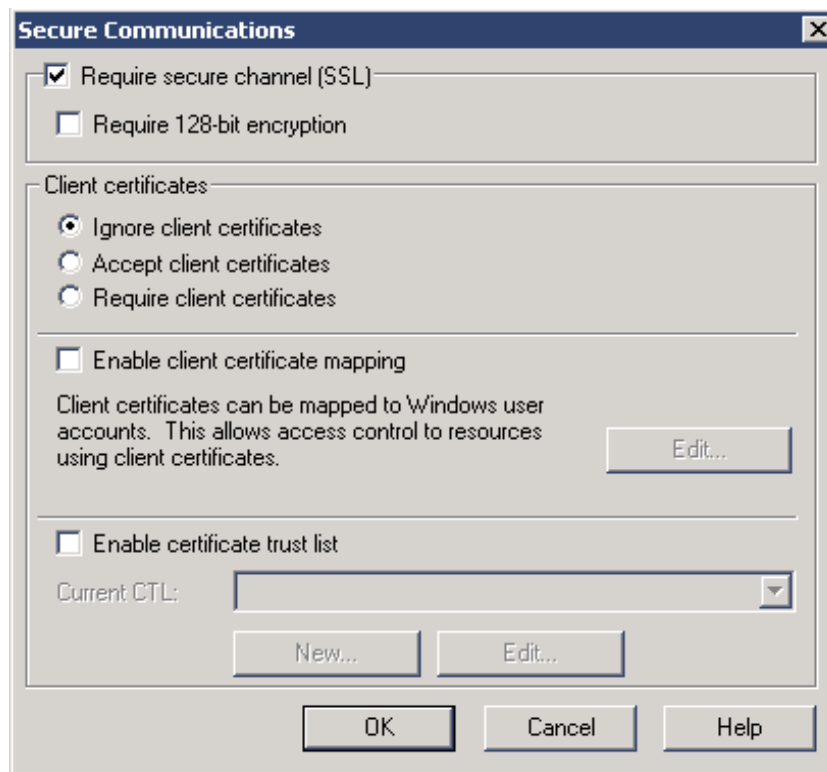 Secure Communications
Require secure channel (SSL)
Require 128-bit encryption
Client certificates
Ignore client certificates
Accept client certificates
Require client certificates
Enable client certificate mapping
Client certificates can be mapped to Windows user
accounts.  This allows access control to resources
using client certificates.
Edit...
Enable certificate trust list
Current CTL:
New... Edit...
OK Cancel Help